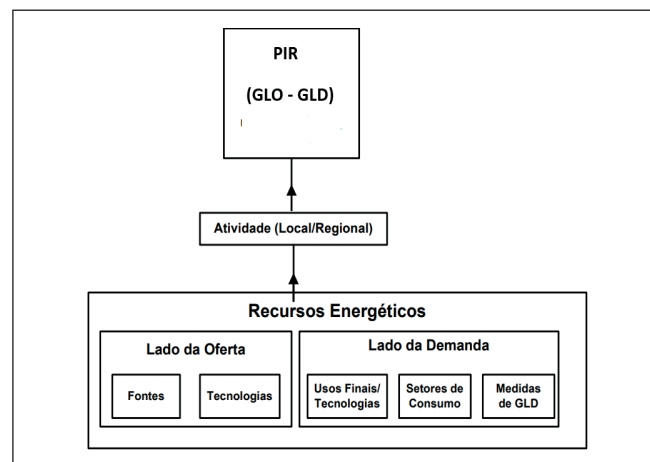 PIR
(GLO - GLD)
Atividade (Local/Regional)
Recursos Energéticos
Lado da Oferta
Fontes
Tecnologias
Lado da Demanda
Usos Finais/
Tecnologias
Setores de
Consumo
Medidas
de GLD